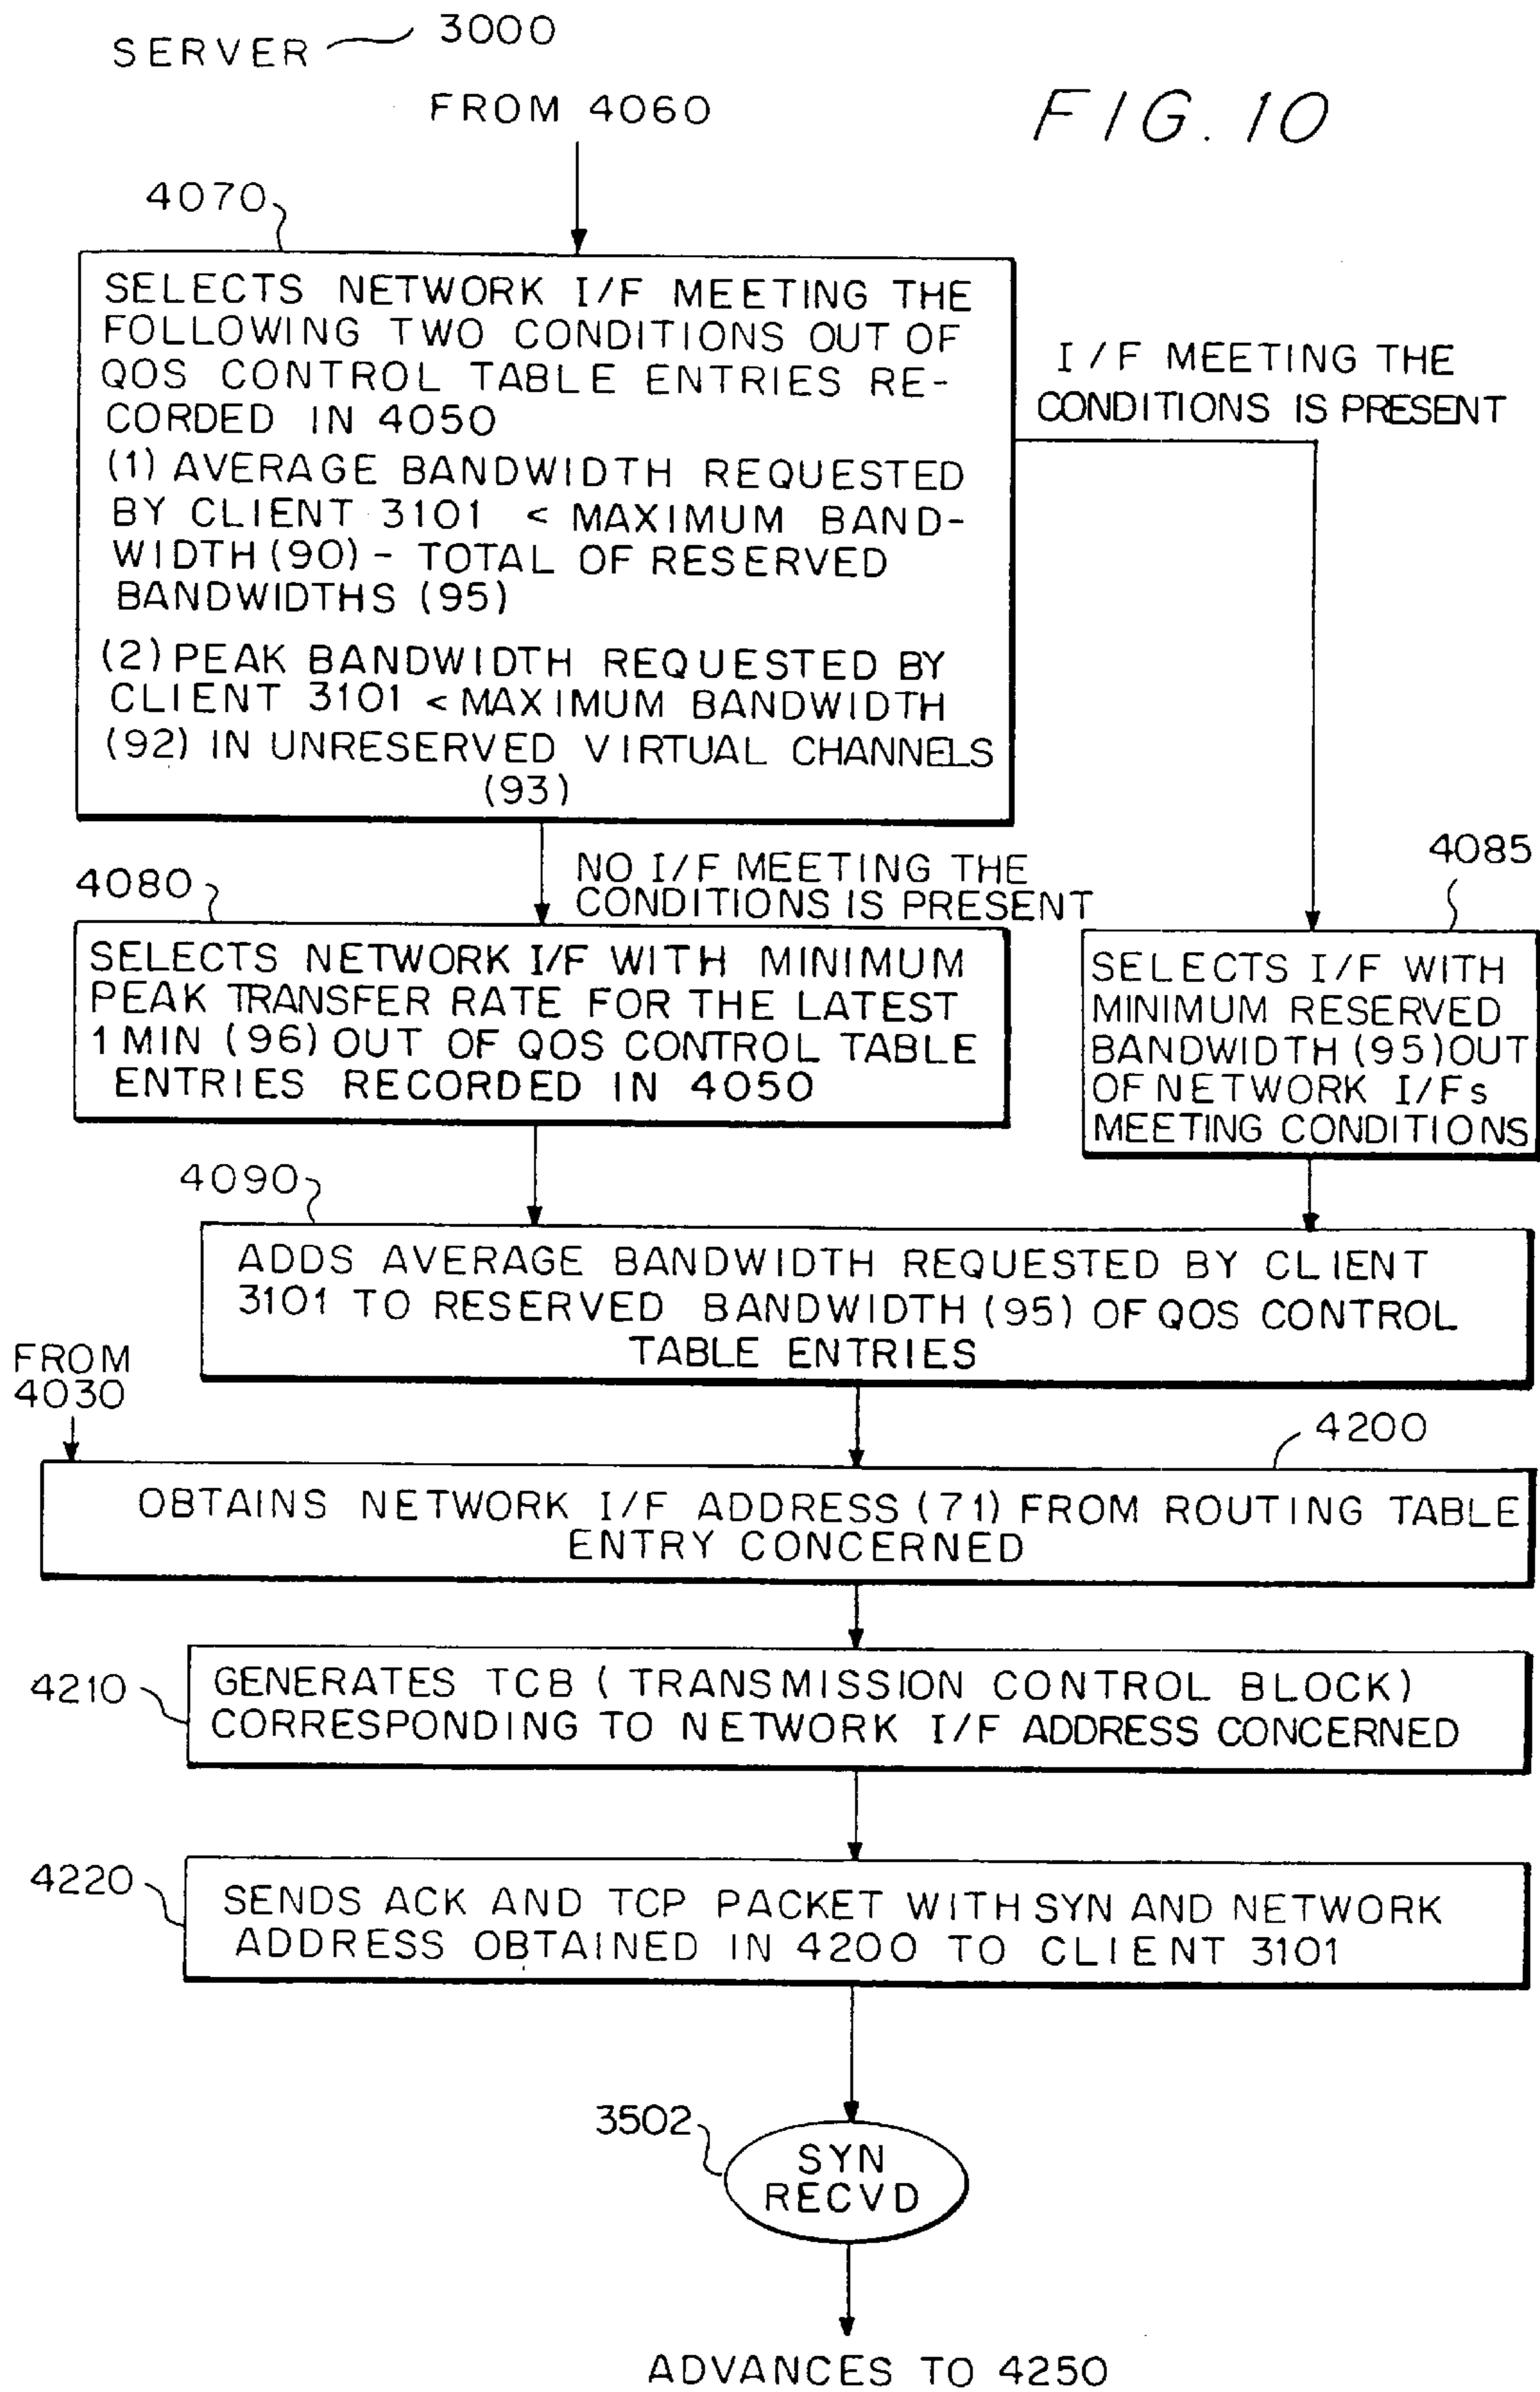 SERVER 3000
FROM 4060
FIG. 10
4070
SELECTS NETWORK I/F MEETING THE
FOLLOWING TWO CONDITIONS OUT OF
QOS CONTROL TABLE ENTRIES RE-
CORDED IN 4050
(1) AVERAGE BANDWIDTH REQUESTED
BY CLIENT 3101 < MAXIMUM BAND-
WIDTH (90) - TOTAL OF RESERVED
BANDWIDTHS (95)
(2) PEAK BANDWIDTH REQUESTED BY
CLIENT 3101 < MAXIMUM BANDWIDTH
(92) IN UNRESERVED VIRTUAL CHANNELS
(93)
I/F MEETING THE
CONDITIONS IS PRESENT
NO I/F MEETING THE
CONDITIONS IS PRESENT
4080
SELECTS NETWORK I/F WITH MINIMUM
PEAK TRANSFER RATE FOR THE LATEST
1 MIN (96) OUT OF QOS CONTROL TABLE
ENTRIES RECORDED IN 4050
4085
SELECTS I/F WITH
MINIMUM RESERVED
BANDWIDTH (95) OUT
OF NETWORK I/Fs
MEETING CONDITIONS
4090
ADDS AVERAGE BANDWIDTH REQUESTED BY CLIENT
3101 TO RESERVED BANDWIDTH (95) OF QOS CONTROL
TABLE ENTRIES
FROM
4030
4200
OBTAINS NETWORK I/F ADDRESS (71) FROM ROUTING TABLE
ENTRY CONCERNED
4210
GENERATES TCB (TRANSMISSION CONTROL BLOCK)
CORRESPONDING TO NETWORK I/F ADDRESS CONCERNED
4220
SENDS ACK AND TCP PACKET WITH SYN AND NETWORK
ADDRESS OBTAINED IN 4200 TO CLIENT 3101
3502
SYN
RECVD
ADVANCES TO 4250